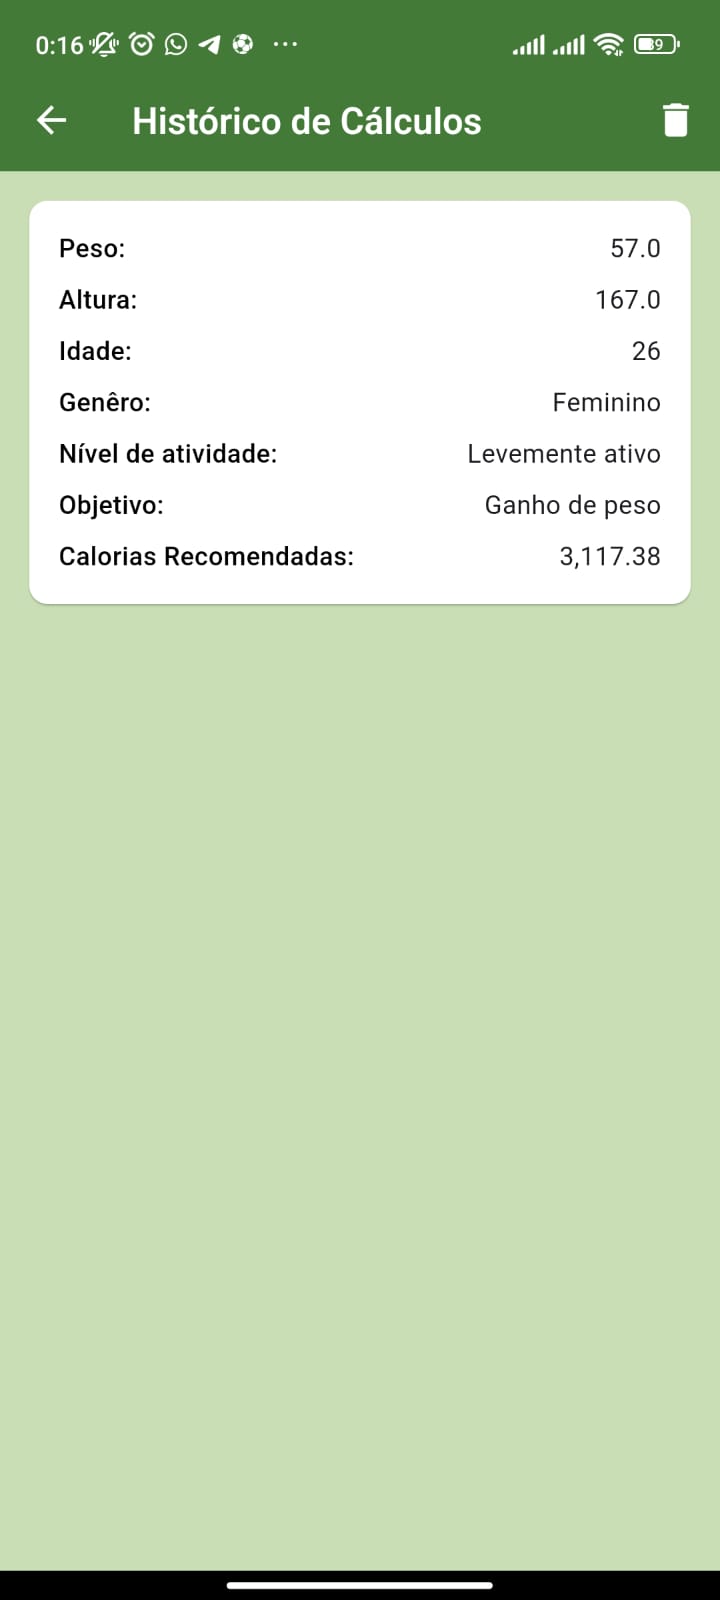 0:16
39
Histórico de Cálculos
Peso: 57.0
Altura: 167.0
Idade: 26
Genêro: Feminino
Nível de atividade: Levemente ativo
Objetivo: Ganho de peso
Calorias Recomendadas: 3,117.38